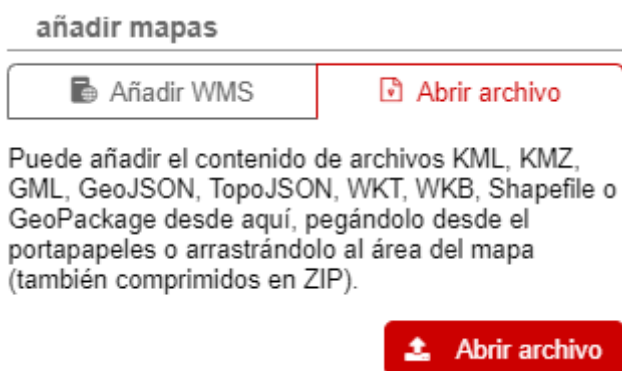 añadir mapas
Añadir WMS
Abrir archivo
Puede añadir el contenido de archivos KML, KMZ,
GML, GeoJSON, TopoJSON, WKT, WKB, Shapefile o
GeoPackage desde aquí, pegándolo desde el
portapapeles o arrastrándolo al área del mapa
(también comprimidos en ZIP).
Abrir archivo